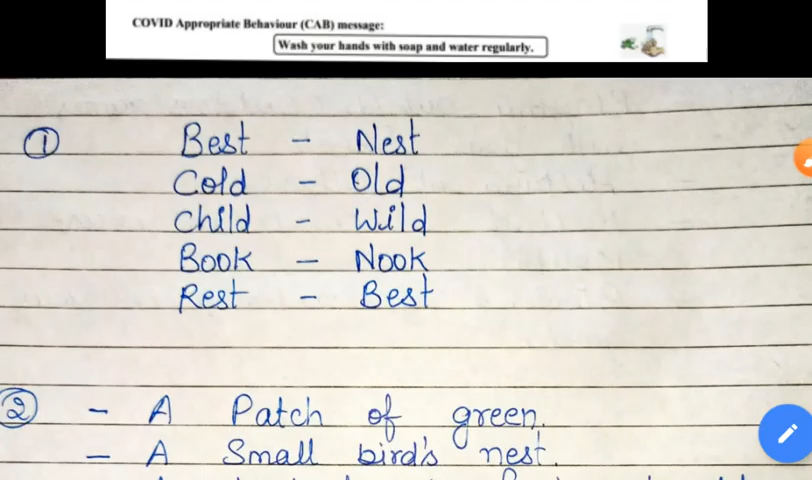 COVID Appropriate Behaviour (CAB) message:
Wash your hands with soap and water regularly.
1 Best - Nest
Cold - Old
Child - Wild
Book - Nook
Rest - Best
2 - A Patch of green.
- A Small bird's nest.